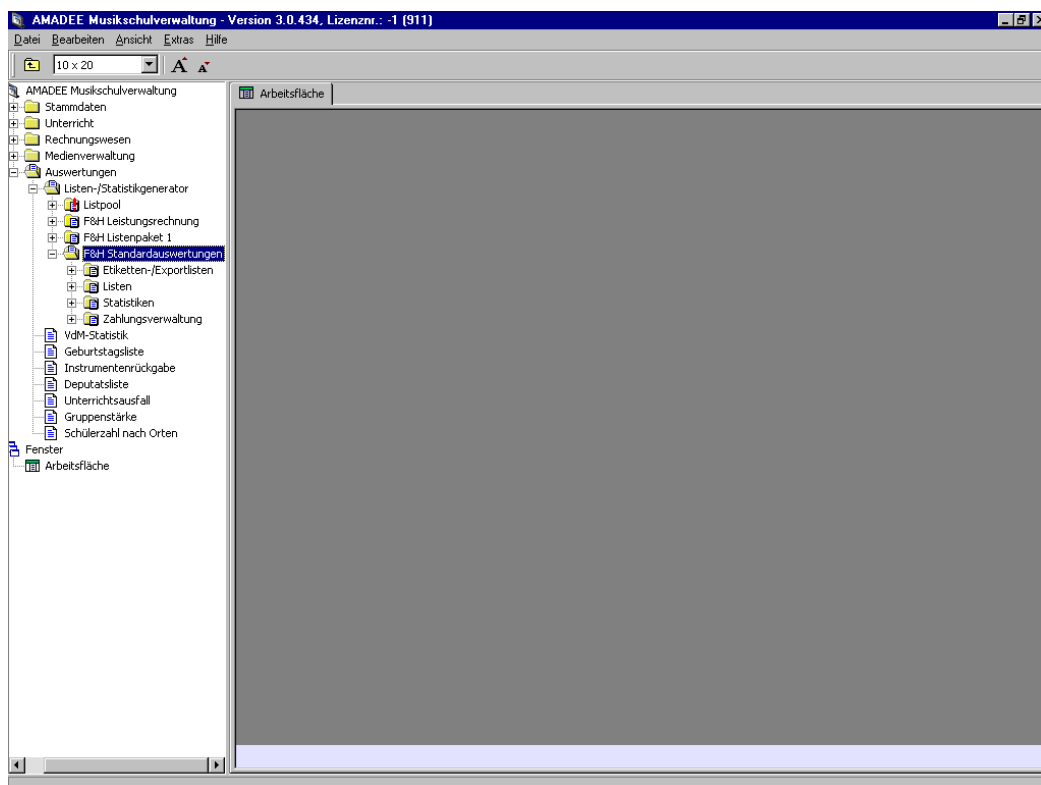 AMADEE Musikschulverwaltung - Version 3.0.434, Lizenznr.: -1 (911)
Datei Bearbeiten Ansicht Extras Hilfe
10 x 20 A A
AMADEE Musikschulverwaltung
Stammdaten
Unterricht
Rechnungswesen
Medienverwaltung
Auswertungen
Listen-/Statistikgenerator
Listpool
F&H Leistungsrechnung
F&H Listenpaket 1
F&H Standardauswertungen
Etiketten-/Exportlisten
Listen
Statistiken
Zahlungsverwaltung
VdM-Statistik
Geburtstagsliste
Instrumentenrückgabe
Deputatsliste
Unterrichtsausfall
Gruppenstärke
Schülerzahl nach Orten
Fenster
Arbeitsfläche
Arbeitsfläche